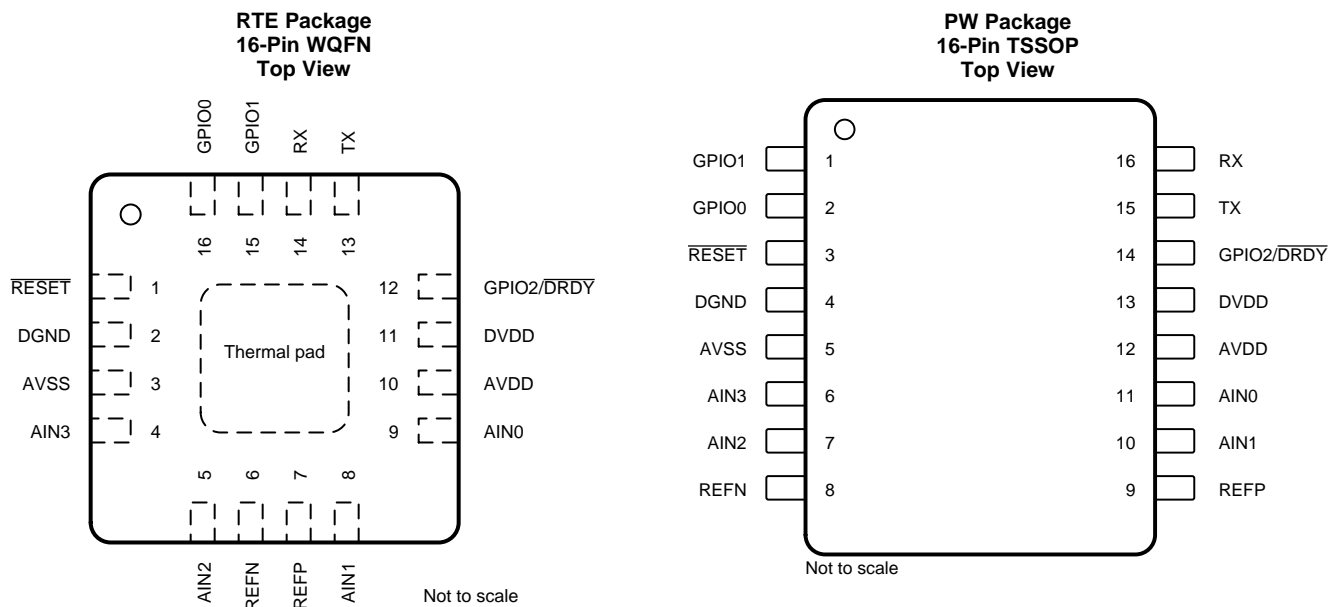 RTE Package
16-Pin WQFN
Top View
GPIO0
GPIO1
RX
TX
16
15
14
13
RESET 1
DGND 2
AVSS 3
AIN3 4
12 GPIO2/DRDY
11 DVDD
10 AVDD
9 AIN0
Thermal pad
5
6
7
8
AIN2
REFN
REFP
AIN1
Not to scale
PW Package
16-Pin TSSOP
Top View
GPIO1 1 16 RX
GPIO0 2 15 TX
RESET 3 14 GPIO2/DRDY
DGND 4 13 DVDD
AVSS 5 12 AVDD
AIN3 6 11 AIN0
AIN2 7 10 AIN1
REFN 8 9 REFP
Not to scale